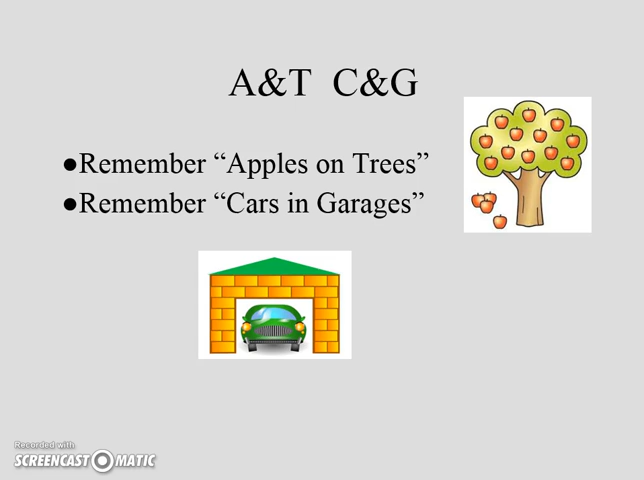 A&T C&G
●Remember “Apples on Trees”
●Remember “Cars in Garages”
Recorded with
SCREENCAST MATIC